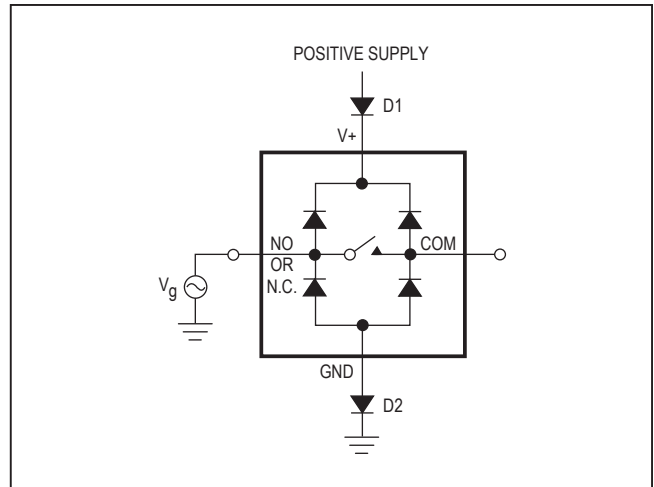 POSITIVE SUPPLY
D1
V+
NO
COM
OR
N.C.
Vg
GND
D2